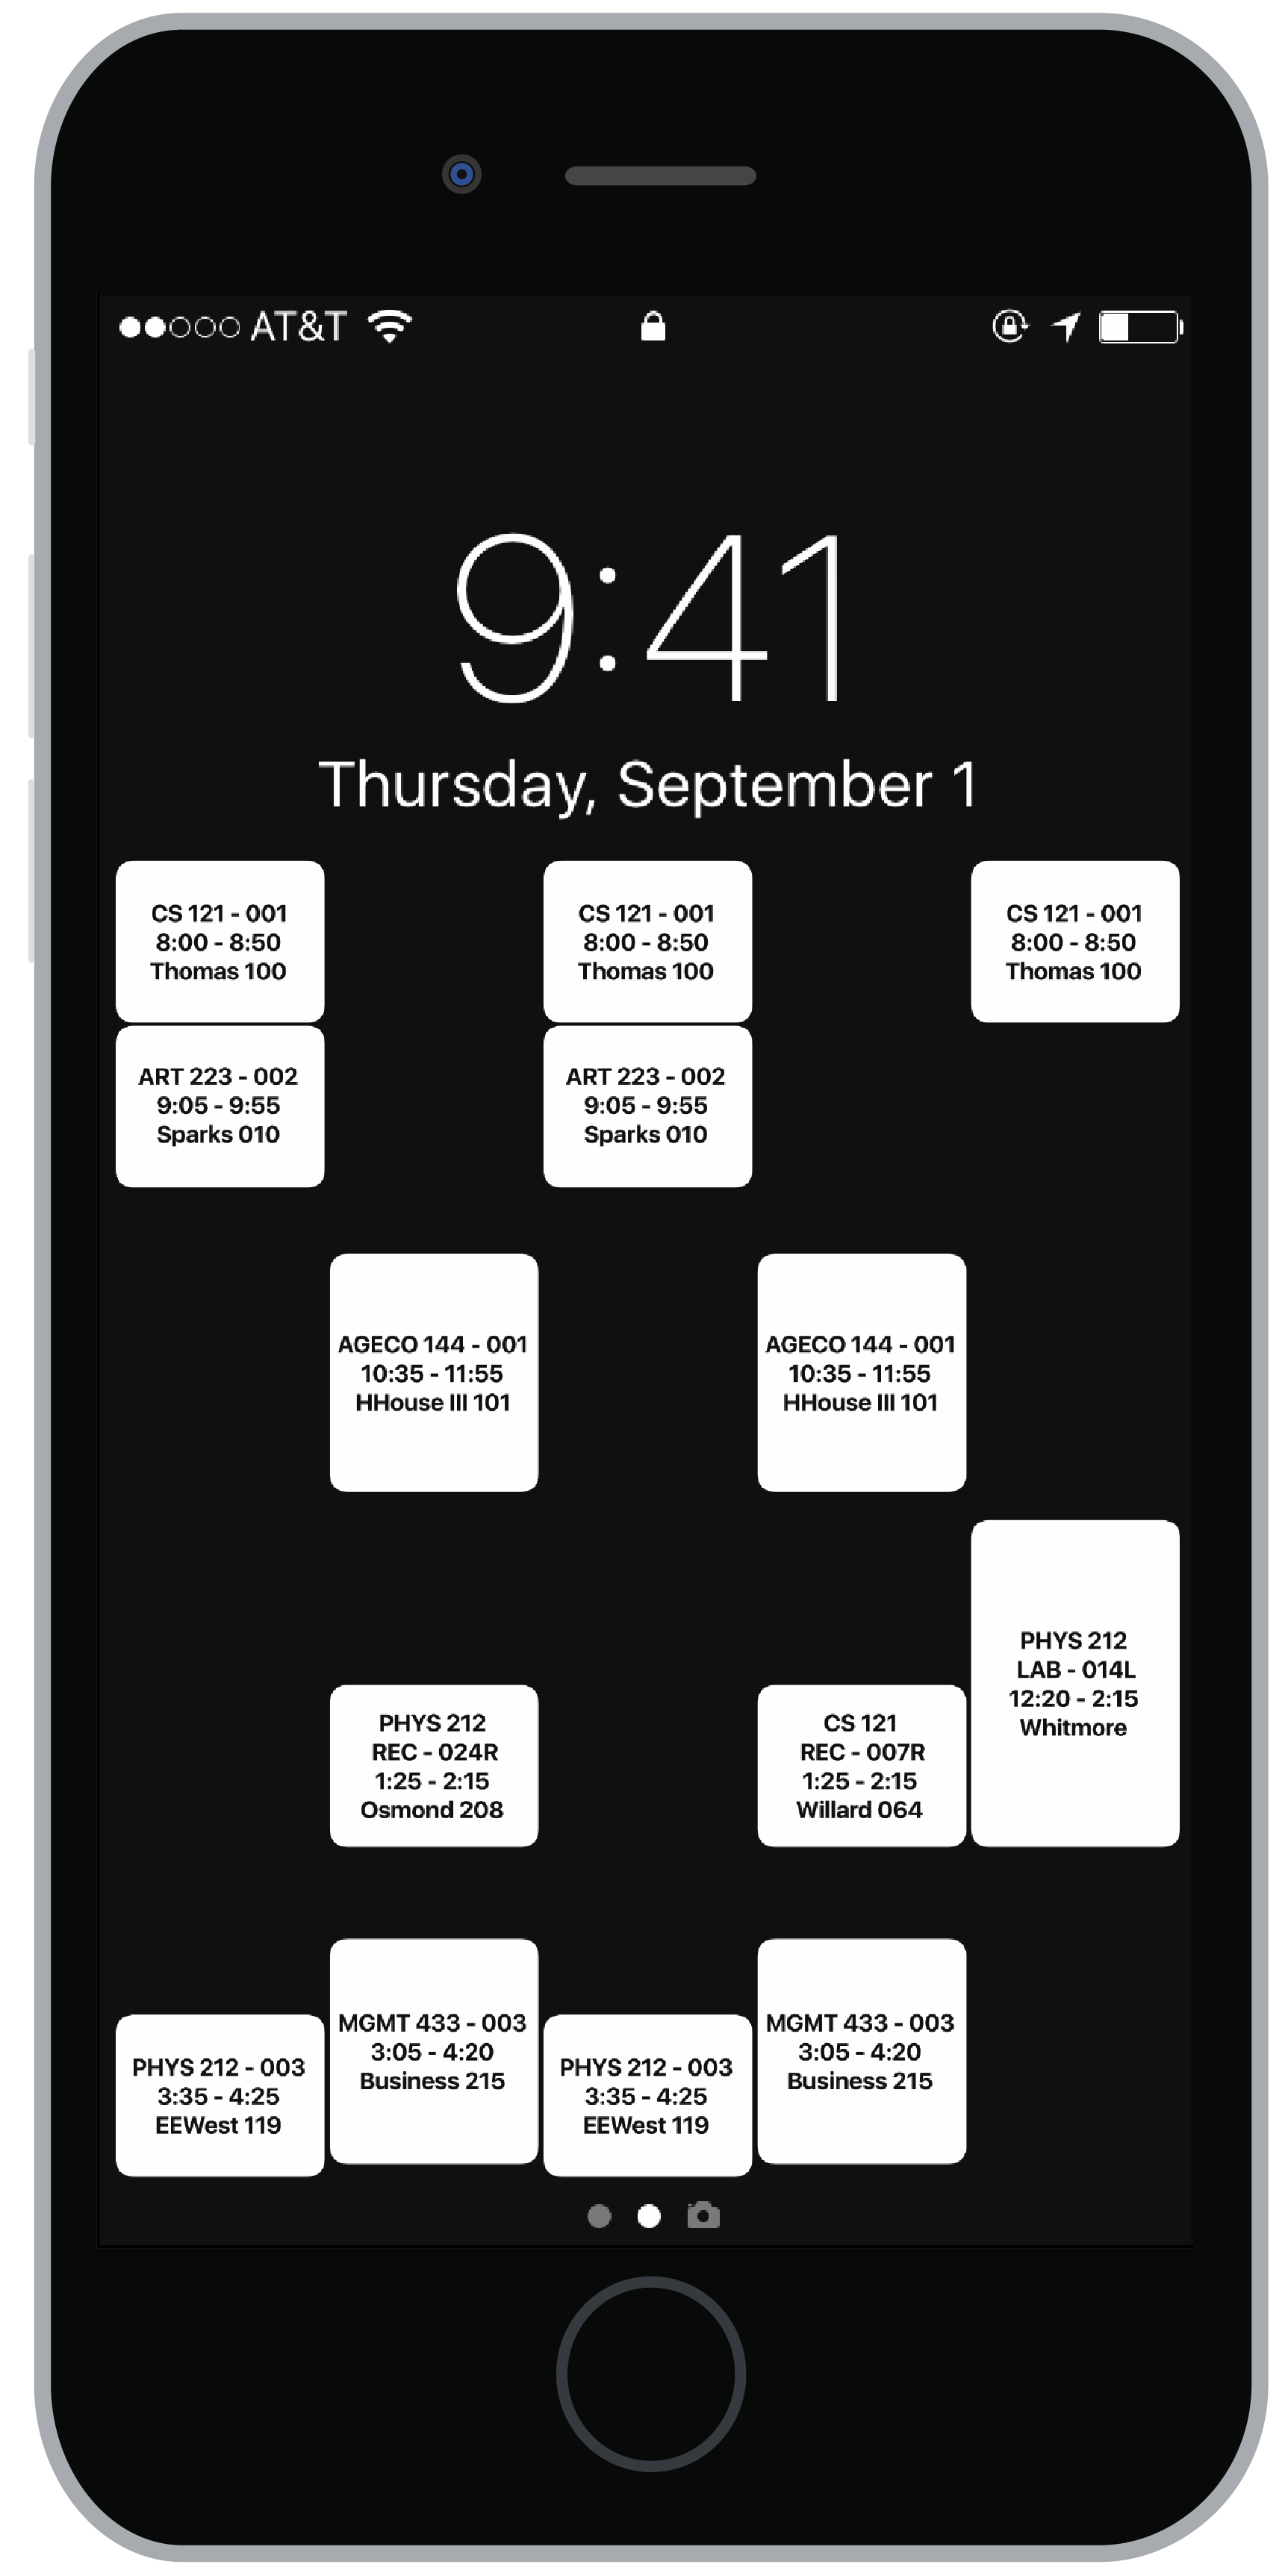 AT&T
9:41
Thursday, September 1
CS 121 - 001
8:00 - 8:50
Thomas 100
CS 121 - 001
8:00 - 8:50
Thomas 100
CS 121 - 001
8:00 - 8:50
Thomas 100
ART 223 - 002
9:05 - 9:55
Sparks 010
ART 223 - 002
9:05 - 9:55
Sparks 010
AGECO 144 - 001
10:35 - 11:55
HHouse III 101
AGECO 144 - 001
10:35 - 11:55
HHouse III 101
PHYS 212
LAB - 014L
12:20 - 2:15
Whitmore
PHYS 212
REC - 024R
1:25 - 2:15
Osmond 208
CS 121
REC - 007R
1:25 - 2:15
Willard 064
PHYS 212 - 003
3:35 - 4:25
EEWest 119
MGMT 433 - 003
3:05 - 4:20
Business 215
PHYS 212 - 003
3:35 - 4:25
EEWest 119
MGMT 433 - 003
3:05 - 4:20
Business 215